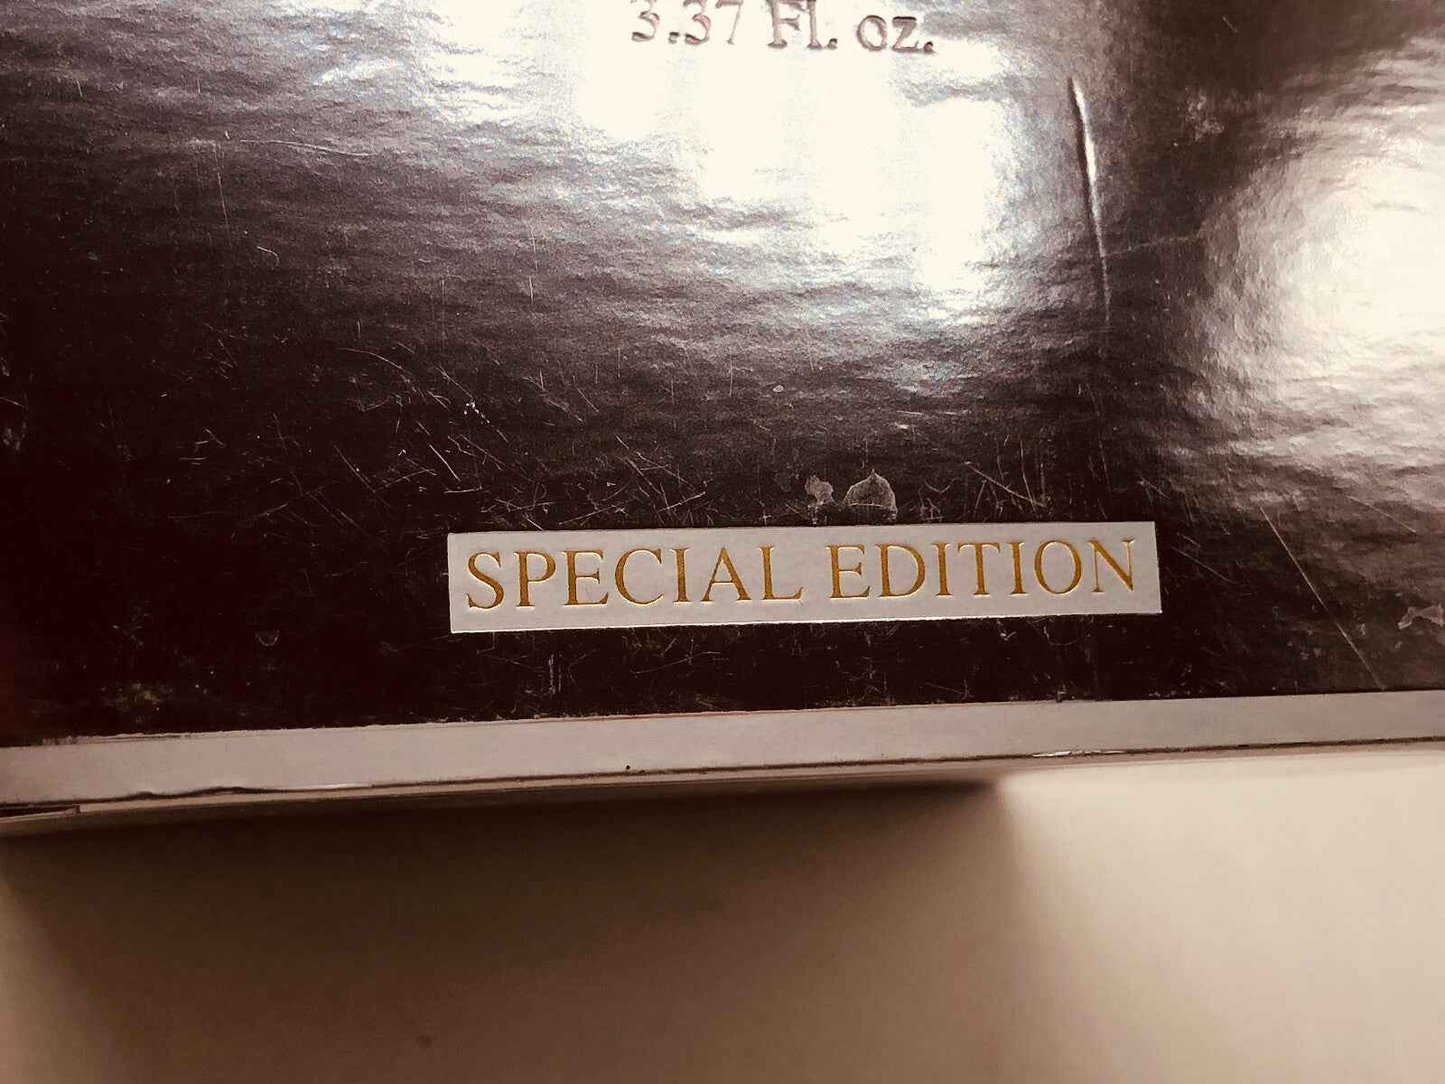 3.37 Fl. oz.
SPECIAL EDITION